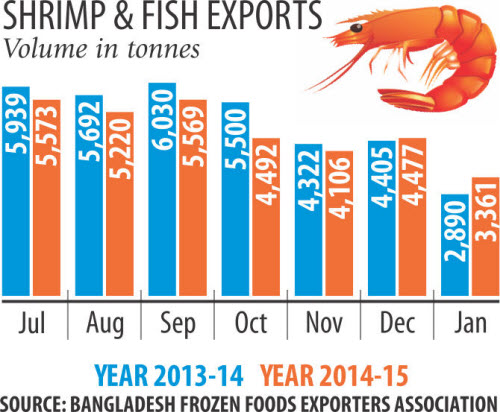 SHRIMP & FISH EXPORTS
Volume in tonnes
5,939 5,573 5,692 5,220 6,030 5,569 5,500 4,492 4,322 4,106 4,405 4,477 2,890 3,361
Jul Aug Sep Oct Nov Dec Jan
YEAR 2013-14 YEAR 2014-15
SOURCE: BANGLADESH FROZEN FOODS EXPORTERS ASSOCIATION